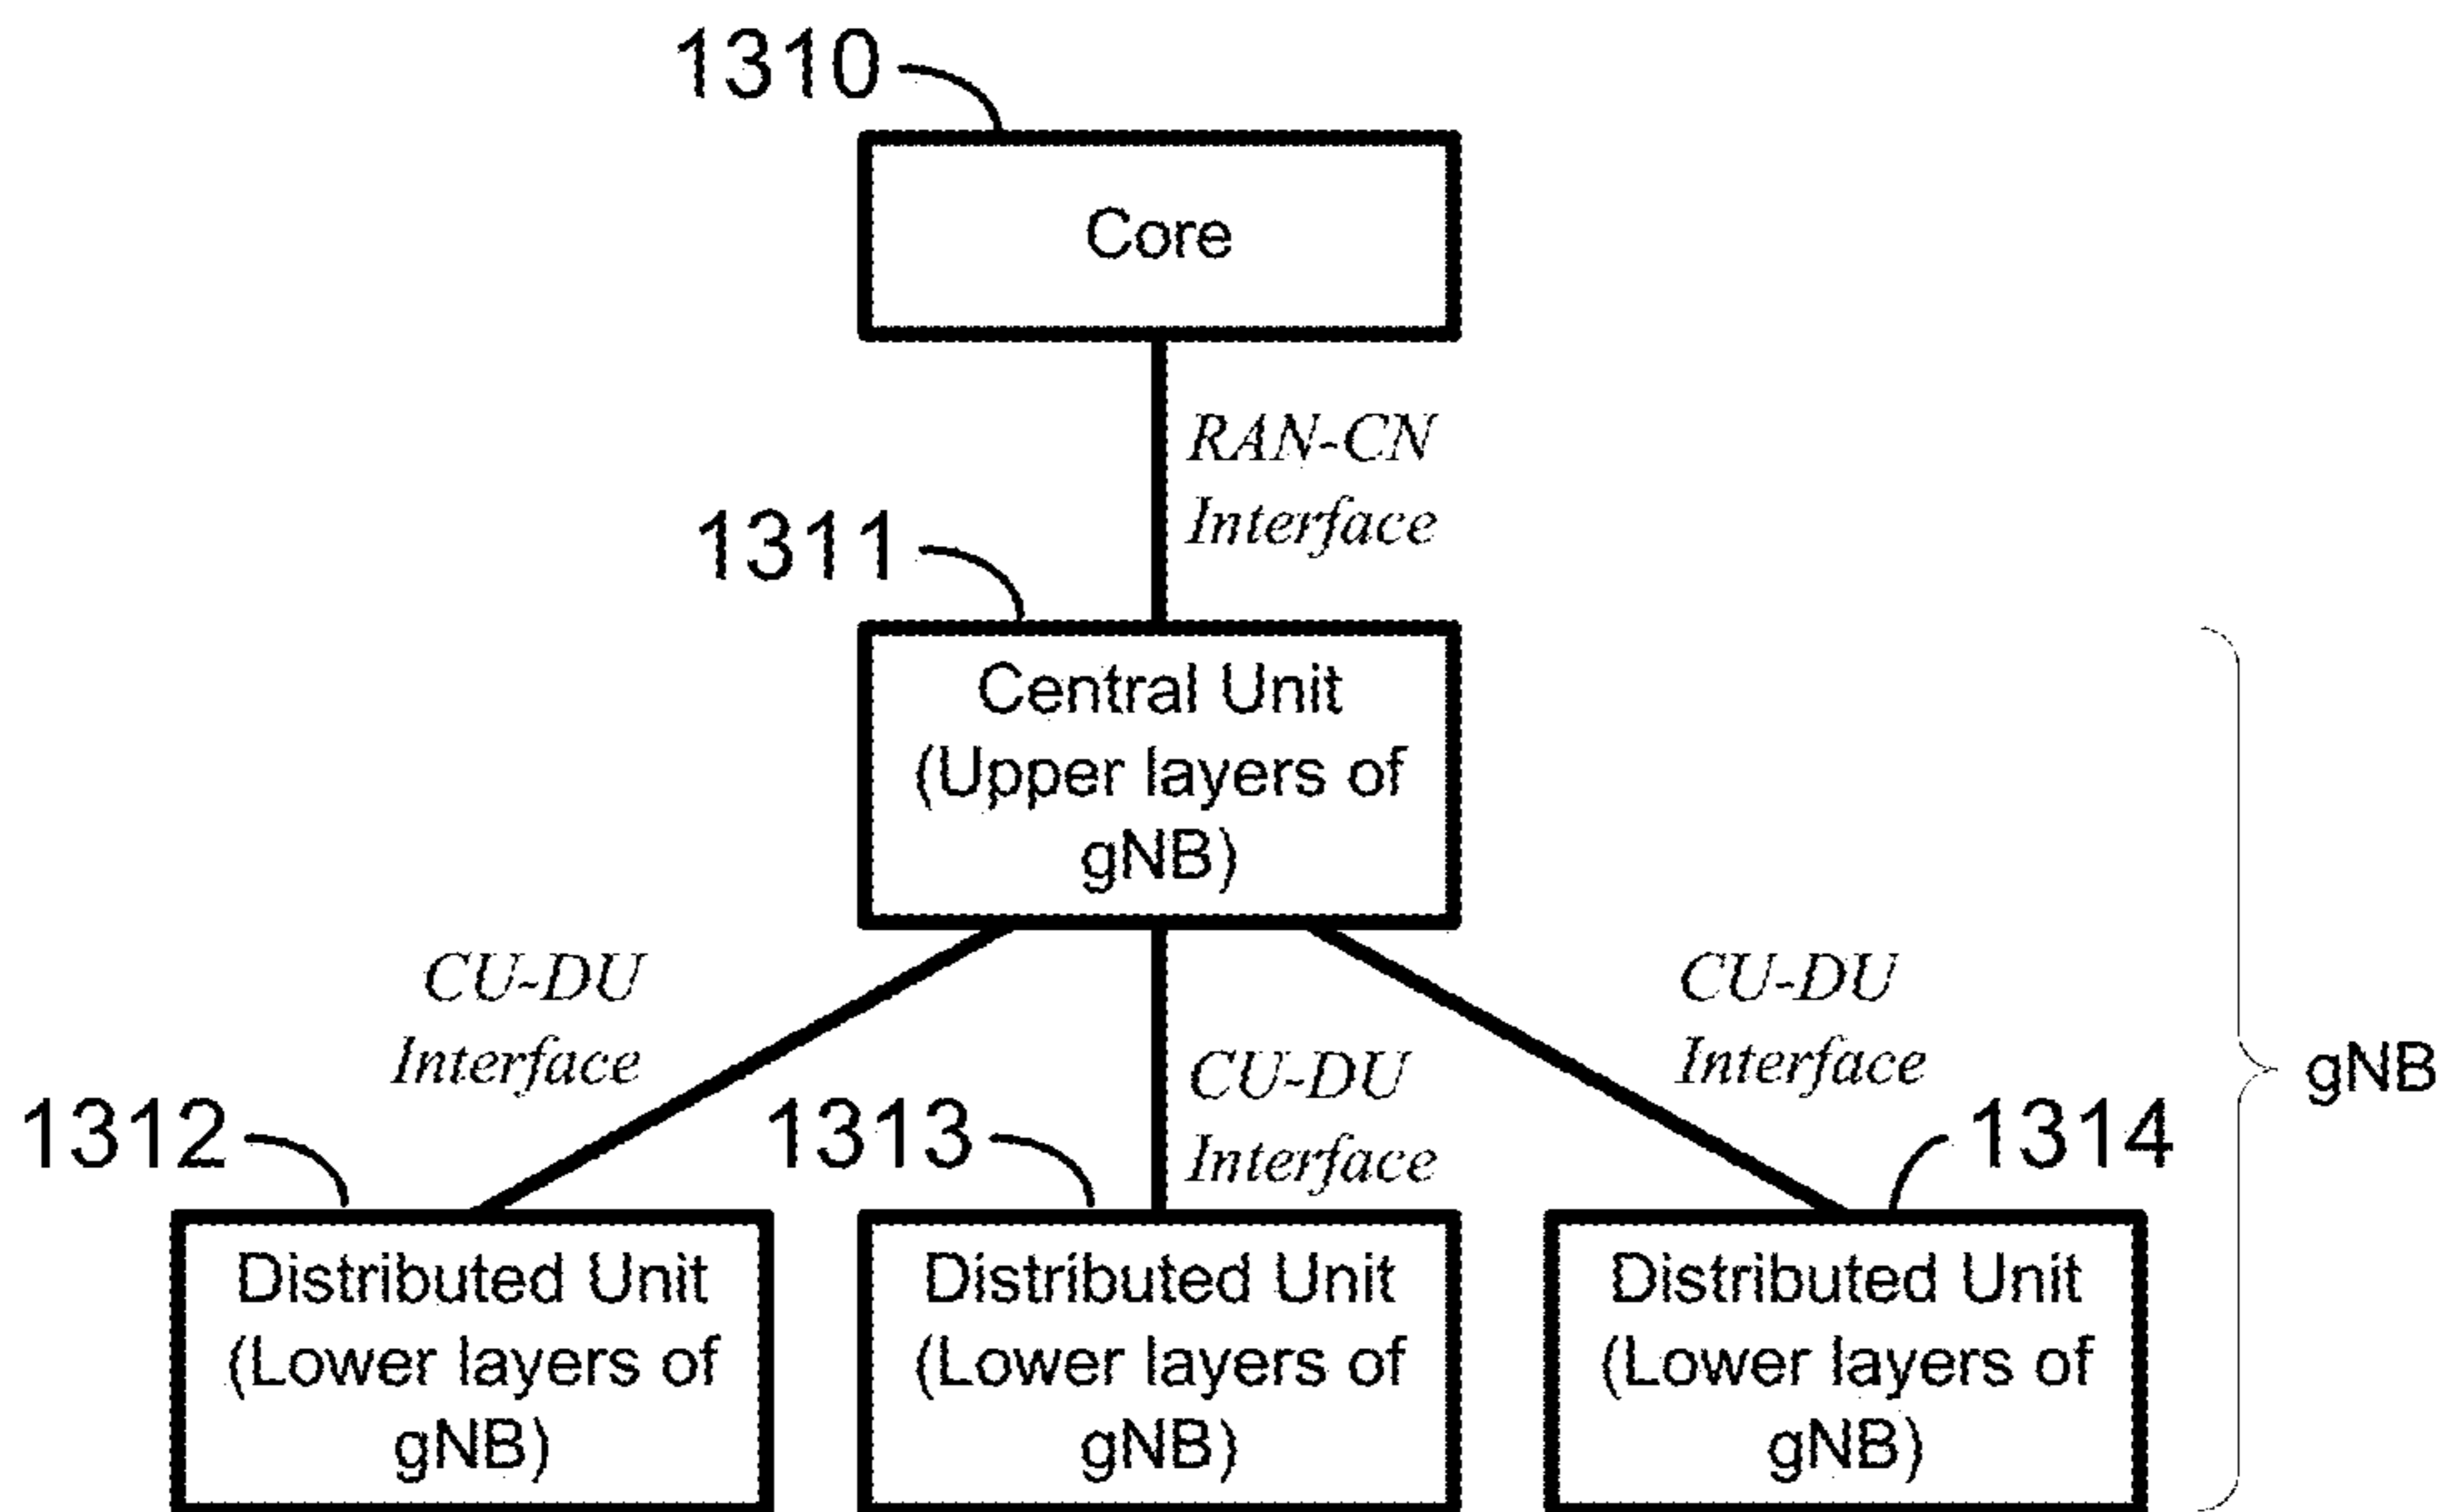 1310
Core
RAN-CN
Interface
1311
Central Unit
(Upper layers of
gNB)
CU-DU
Interface
CU-DU
Interface
CU-DU
Interface
gNB
1312
1313
1314
Distributed Unit
(Lower layers of
gNB)
Distributed Unit
(Lower layers of
gNB)
Distributed Unit
(Lower layers of
gNB)